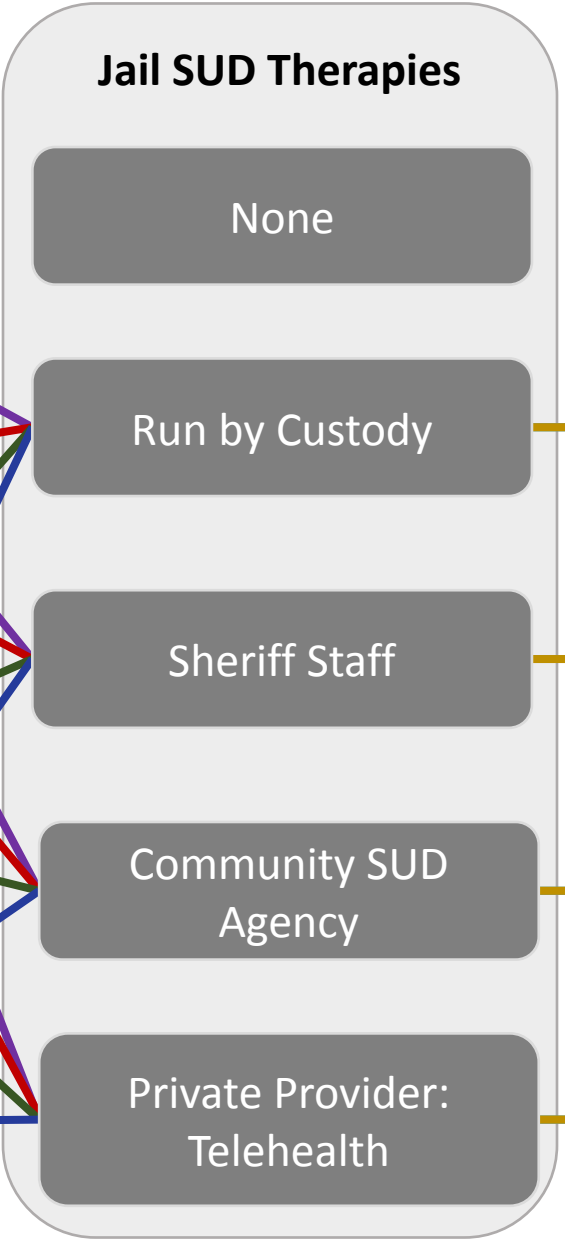 Jail SUD Therapies
None
Run by Custody
Sheriff Staff
Community SUD
Agency
Private Provider:
Telehealth